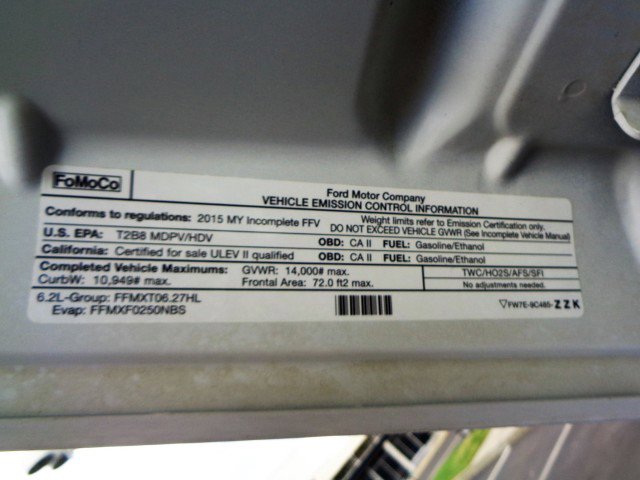 FoMoCo
Ford Motor Company
VEHICLE EMISSION CONTROL INFORMATION
Conforms to regulations: 2015 MY Incomplete FFV
Weight limits refer to Emission Certification only.
DO NOT EXCEED VEHICLE GVWR (See Incomplete Vehicle Manual)
U.S. EPA: T2B8 MDPV/HDV OBD: CA II FUEL: Gasoline/Ethanol
California: Certified for sale ULEV II qualified OBD: CA II FUEL: Gasoline/Ethanol
Completed Vehicle Maximums: GVWR: 14,000# max. TWC/HO2S/AFS/SFI
CurbW: 10,949# max. Frontal Area: 72.0 ft2 max. No adjustments needed.
6.2L-Group: FFMXT06.27HL
Evap: FFMXF0250NBS
▽FW7E-9C485-ZZK